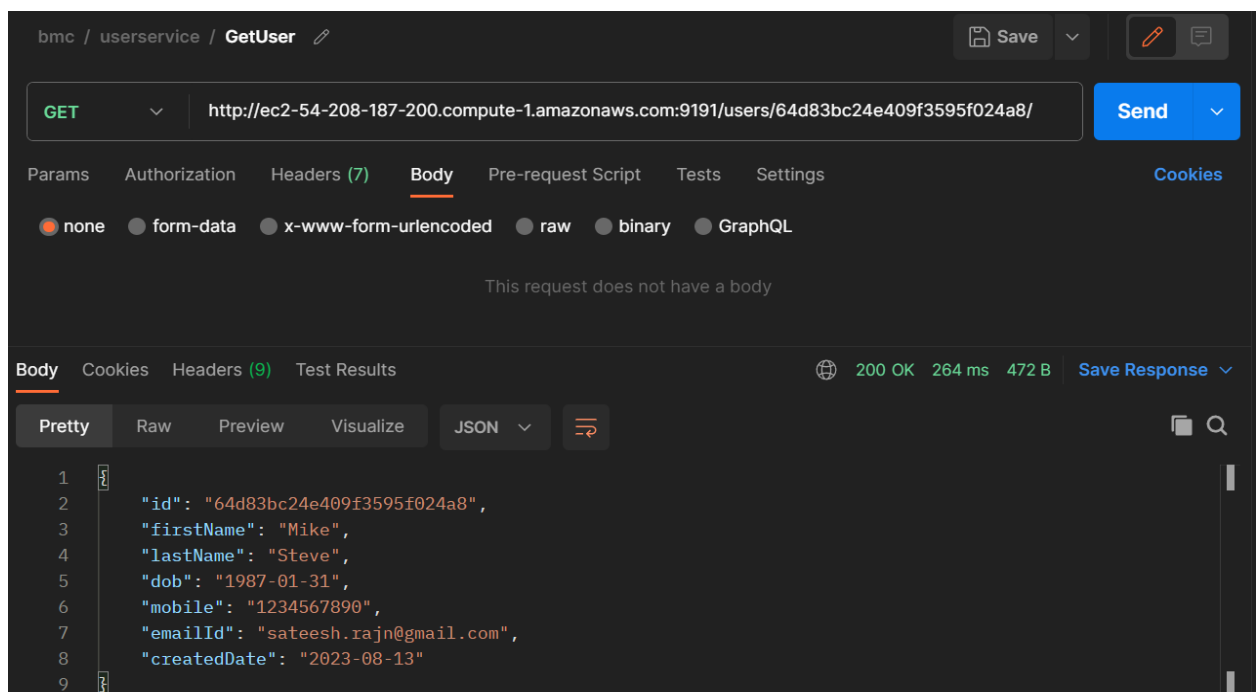 bmc / userservice / GetUser
Save
GET http://ec2-54-208-187-200.compute-1.amazonaws.com:9191/users/64d83bc24e409f3595f024a8/ Send
Params Authorization Headers (7) Body Pre-request Script Tests Settings Cookies
none form-data x-www-form-urlencoded raw binary GraphQL
This request does not have a body
Body Cookies Headers (9) Test Results 200 OK 264 ms 472 B Save Response
Pretty Raw Preview Visualize JSON
1 {
2 "id": "64d83bc24e409f3595f024a8",
3 "firstName": "Mike",
4 "lastName": "Steve",
5 "dob": "1987-01-31",
6 "mobile": "1234567890",
7 "emailId": "sateesh.rajn@gmail.com",
8 "createdDate": "2023-08-13"
9 }